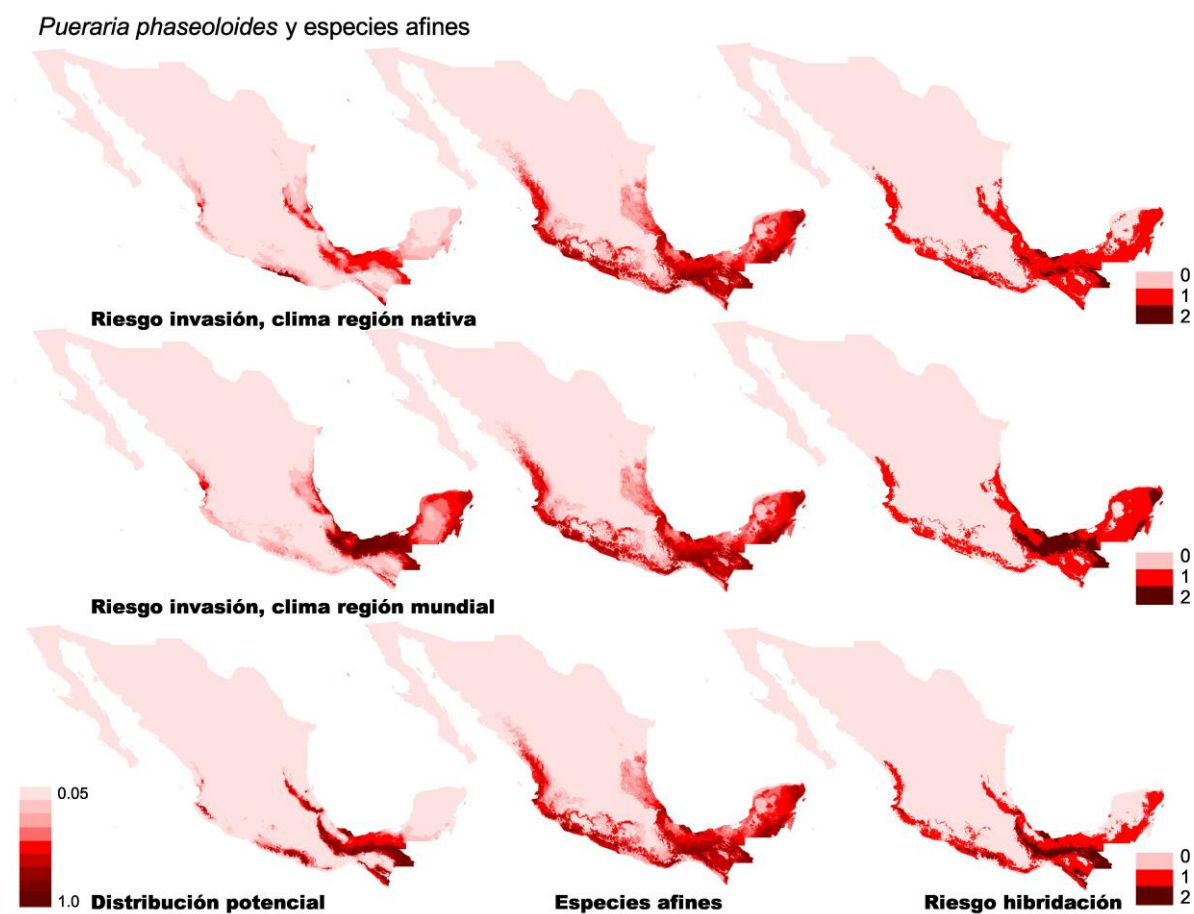 Pueraria phaseoloides y especies afines
0
1
2
Riesgo invasión, clima región nativa
0
1
2
Riesgo invasión, clima región mundial
0.05
1.0
0
1
2
Distribución potencial
Especies afines
Riesgo hibridación